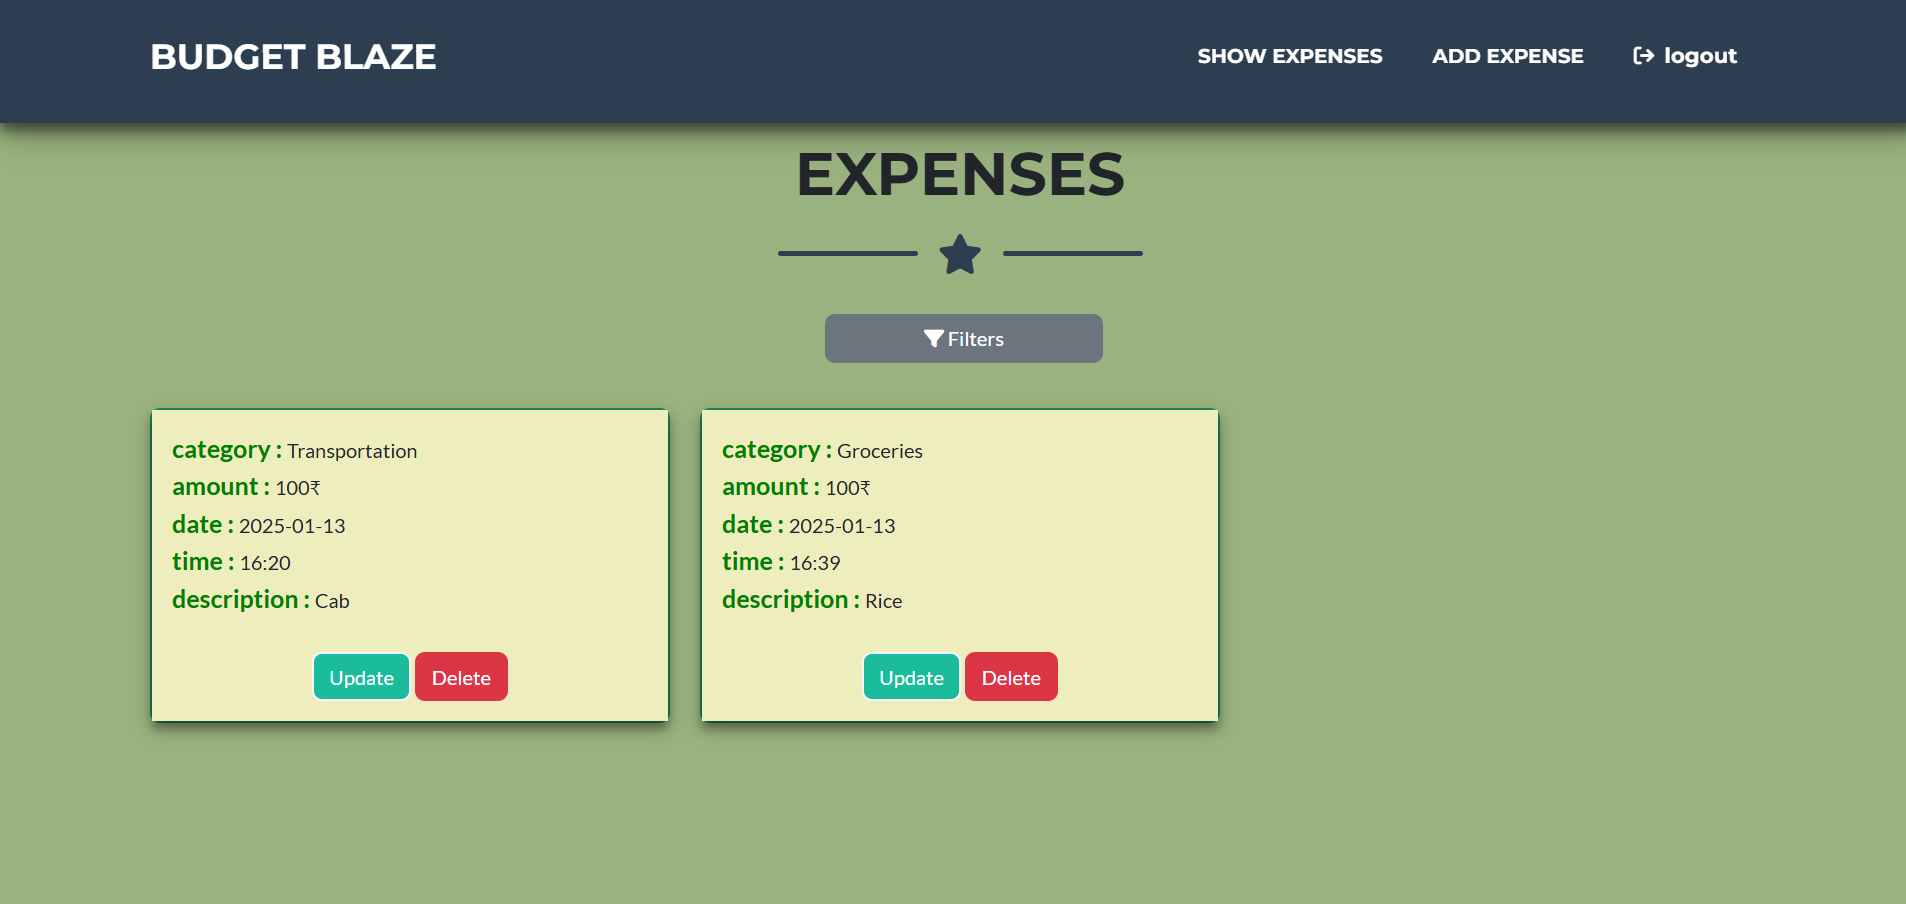 BUDGET BLAZE
SHOW EXPENSES
ADD EXPENSE
logout
EXPENSES
Filters
category : Transportation
amount : 100₹
date : 2025-01-13
time : 16:20
description : Cab
Update Delete
category : Groceries
amount : 100₹
date : 2025-01-13
time : 16:39
description : Rice
Update Delete